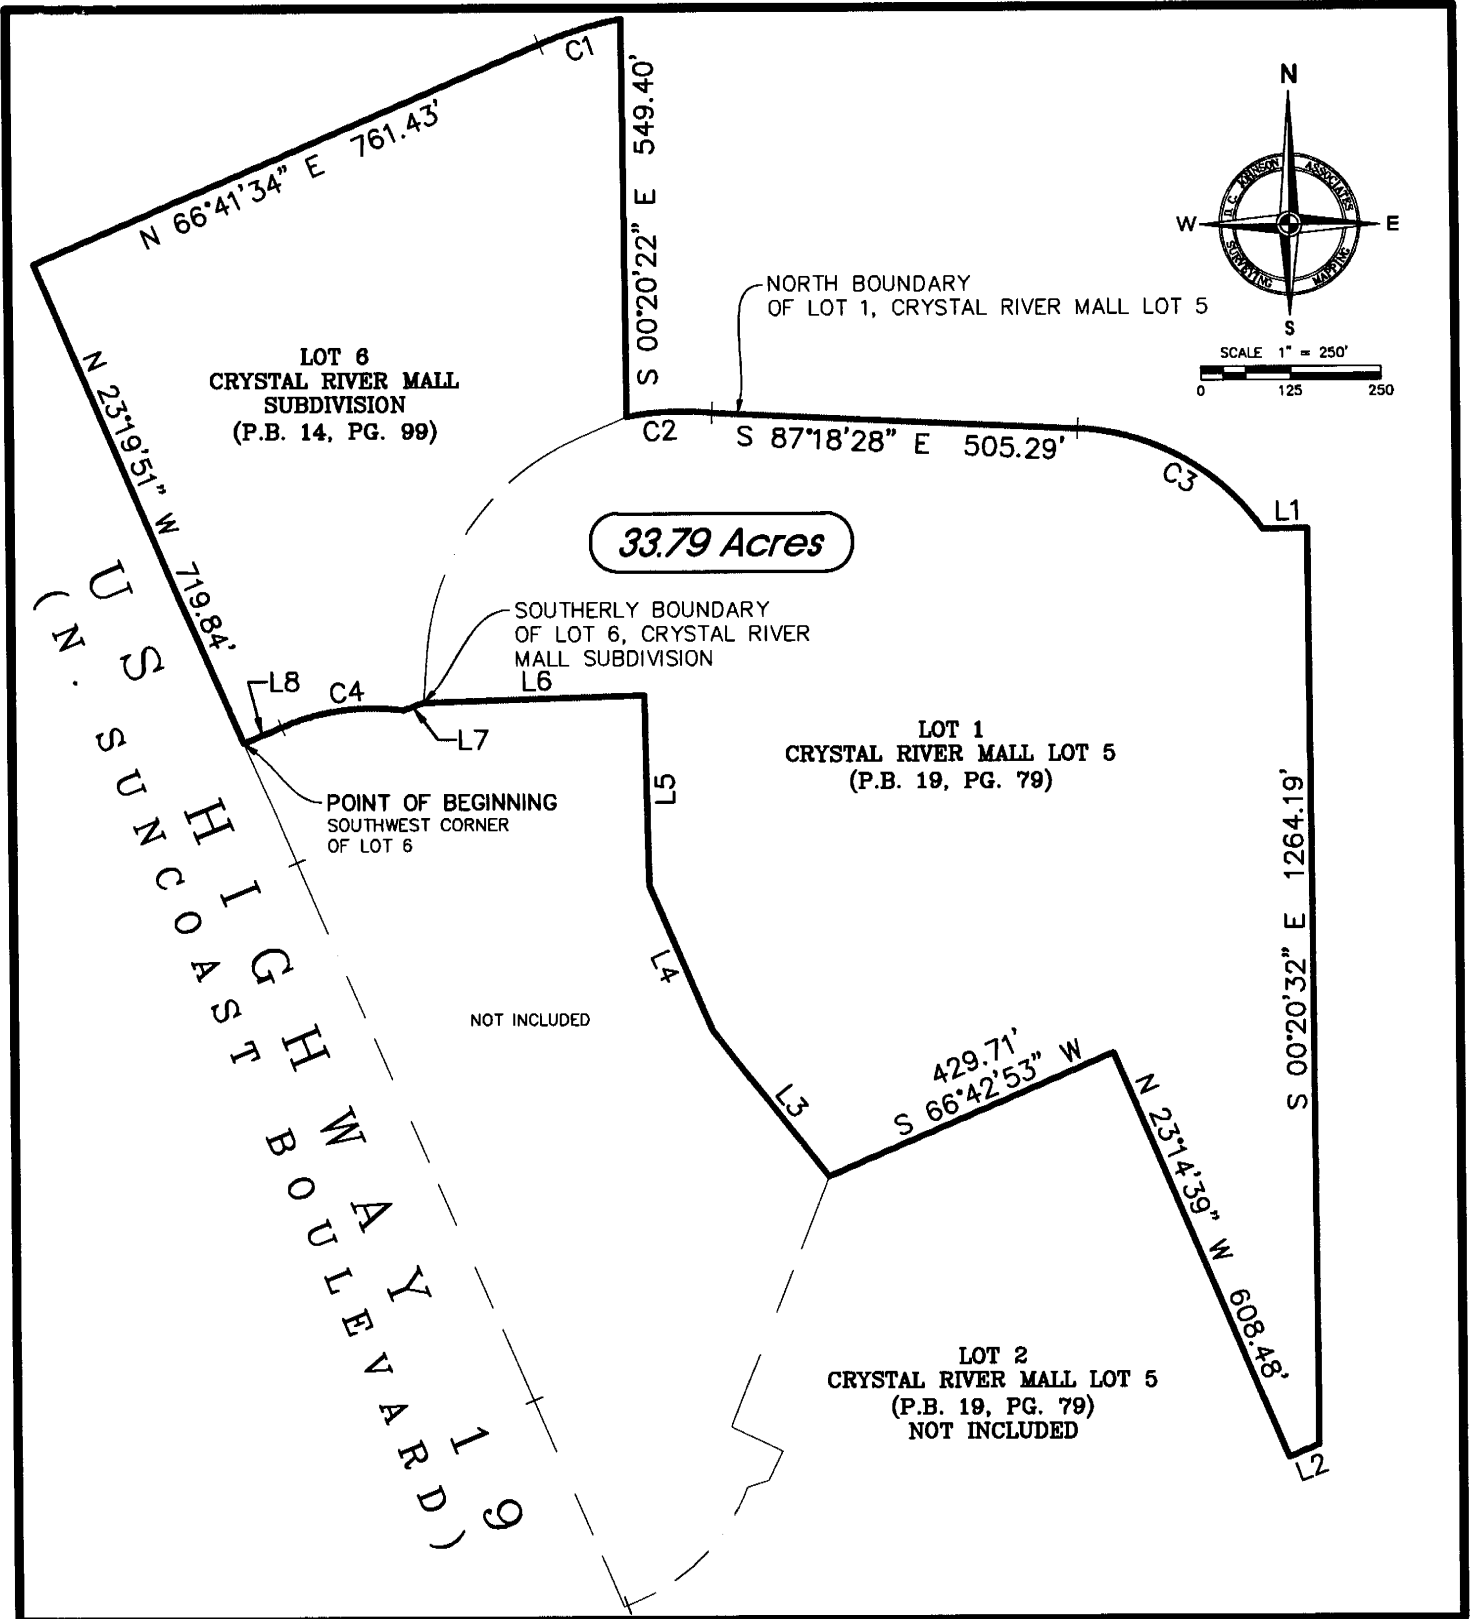 C1
N 66°41'34" E 761.43'
S 00°20'22" E 549.40'
N
W
E
S
D.C. JOHNSON
ASSOCIATES
SURVEYING
MAPPING
SCALE 1" = 250'
0 125 250
NORTH BOUNDARY
OF LOT 1, CRYSTAL RIVER MALL LOT 5
LOT 6
CRYSTAL RIVER MALL
SUBDIVISION
(P.B. 14, PG. 99)
N 23°19'51" W 719.84'
C2
S 87°18'28" E 505.29'
C3
L1
33.79 Acres
SOUTHERLY BOUNDARY
OF LOT 6, CRYSTAL RIVER
MALL SUBDIVISION
L8
C4
L6
L7
LOT 1
CRYSTAL RIVER MALL LOT 5
(P.B. 19, PG. 79)
L5
POINT OF BEGINNING
SOUTHWEST CORNER
OF LOT 6
S 00°20'32" E 1264.19'
US HIGHWAY 19
(N. SUNCOAST BOULEVARD)
L4
NOT INCLUDED
L3
429.71'
S 66°42'53" W
N 23°14'39" W 608.48'
LOT 2
CRYSTAL RIVER MALL LOT 5
(P.B. 19, PG. 79)
NOT INCLUDED
L2